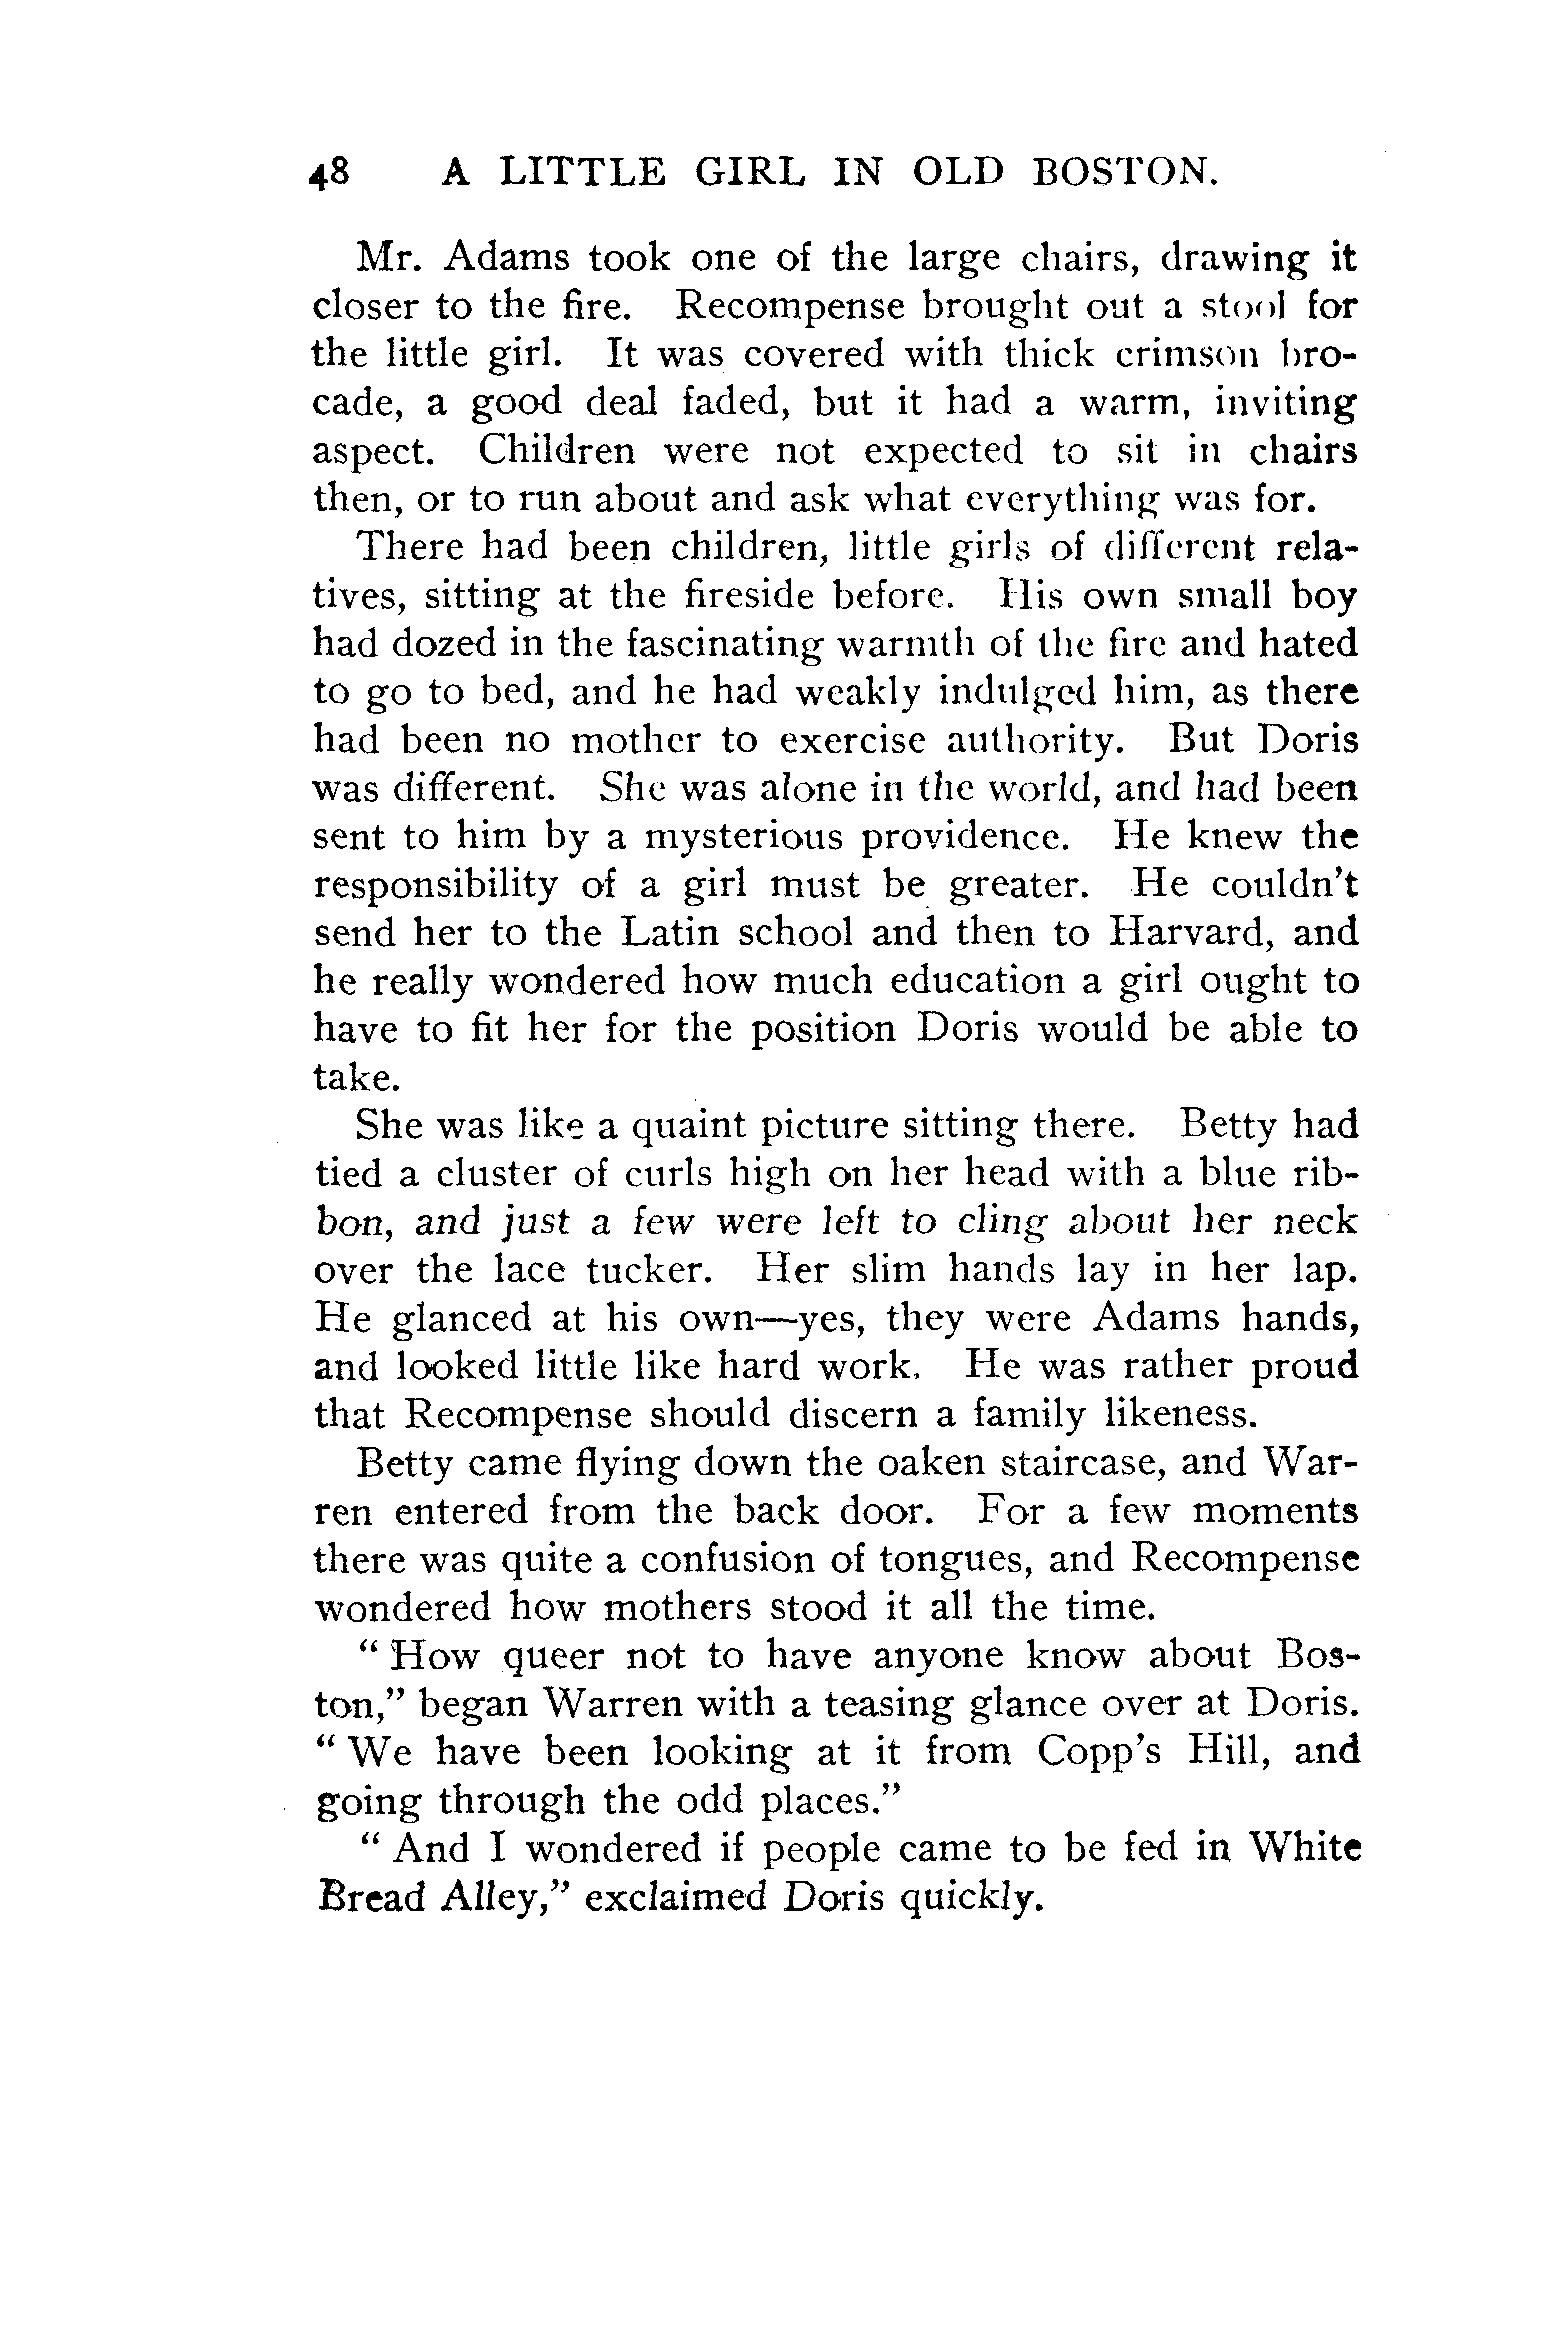 48 A LITTLE GIRL IN OLD BOSTON.
Mr. Adams took one of the large chairs, drawing it
closer to the fire. Recompense brought out a stool for
the little girl. It was covered with thick crimson bro-
cade, a good deal faded, but it had a warm, inviting
aspect. Children were not expected to sit in chairs
then, or to run about and ask what everything was for.
There had been children, little girls of different rela-
tives, sitting at the fireside before. His own small boy
had dozed in the fascinating warmth of the fire and hated
to go to bed, and he had weakly indulged him, as there
had been no mother to exercise authority. But Doris
was different. She was alone in the world, and had been
sent to him by a mysterious providence. He knew the
responsibility of a girl must be greater. He couldn't
send her to the Latin school and then to Harvard, and
he really wondered how much education a girl ought to
have to fit her for the position Doris would be able to
take.
She was like a quaint picture sitting there. Betty had
tied a cluster of curls high on her head with a blue rib-
bon, and just a few were left to cling about her neck
over the lace tucker. Her slim hands lay in her lap.
He glanced at his own—yes, they were Adams hands,
and looked little like hard work. He was rather proud
that Recompense should discern a family likeness.
Betty came flying down the oaken staircase, and War-
ren entered from the back door. For a few moments
there was quite a confusion of tongues, and Recompense
wondered how mothers stood it all the time.
" How queer not to have anyone know about Bos-
ton," began Warren with a teasing glance over at Doris.
" We have been looking at it from Copp's Hill, and
going through the odd places."
" And I wondered if people came to be fed in White
Bread Alley," exclaimed Doris quickly.